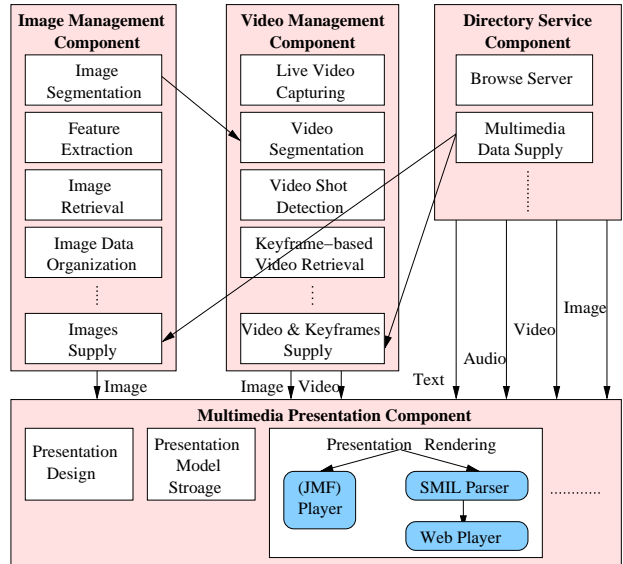 Image Management
Component
Image
Segmentation
Feature
Extraction
Image
Retrieval
Image Data
Organization
Images
Supply
Video Management
Component
Live Video
Capturing
Video
Segmentation
Video Shot
Detection
Keyframe-based
Video Retrieval
Video & Keyframes
Supply
Directory Service
Component
Browse Server
Multimedia
Data Supply
Image
Image
Video
Text
Audio
Video
Image
Multimedia Presentation Component
Presentation
Design
Presentation
Model
Stroage
Presentation Rendering
(JMF)
Player
SMIL Parser
Web Player